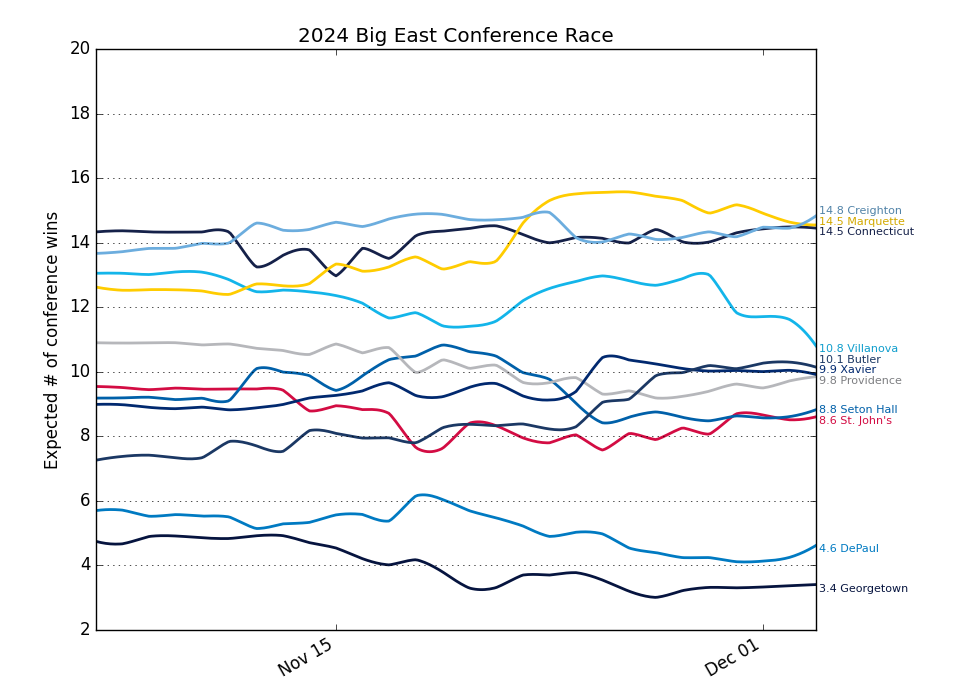 2024 Big East Conference Race
Expected # of conference wins
20
18
16
14
12
10
8
6
4
2
Nov 15
Dec 01
14.8 Creighton
14.5 Marquette
14.5 Connecticut
10.8 Villanova
10.1 Butler
9.9 Xavier
9.8 Providence
8.8 Seton Hall
8.6 St. John's
4.6 DePaul
3.4 Georgetown